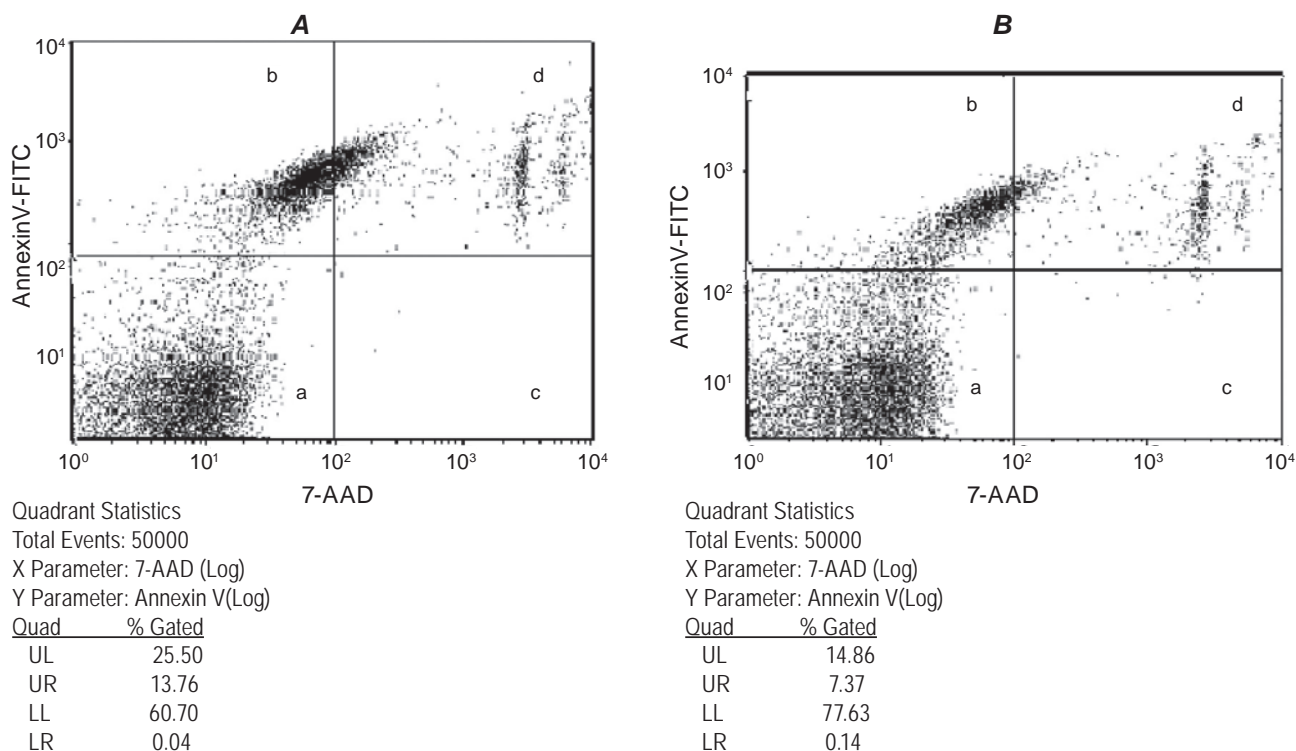 A
10⁴
10³
10²
10¹
AnnexinV-FITC
b
d
a
c
10⁰
10¹
10²
10³
10⁴
7-AAD
Quadrant Statistics
Total Events: 50000
X Parameter: 7-AAD (Log)
Y Parameter: Annexin V(Log)
Quad % Gated
UL 25.50
UR 13.76
LL 60.70
LR 0.04
B
10⁴
10³
10²
10¹
AnnexinV-FITC
b
d
a
c
10⁰
10¹
10²
10³
10⁴
7-AAD
Quadrant Statistics
Total Events: 50000
X Parameter: 7-AAD (Log)
Y Parameter: Annexin V(Log)
Quad % Gated
UL 14.86
UR 7.37
LL 77.63
LR 0.14